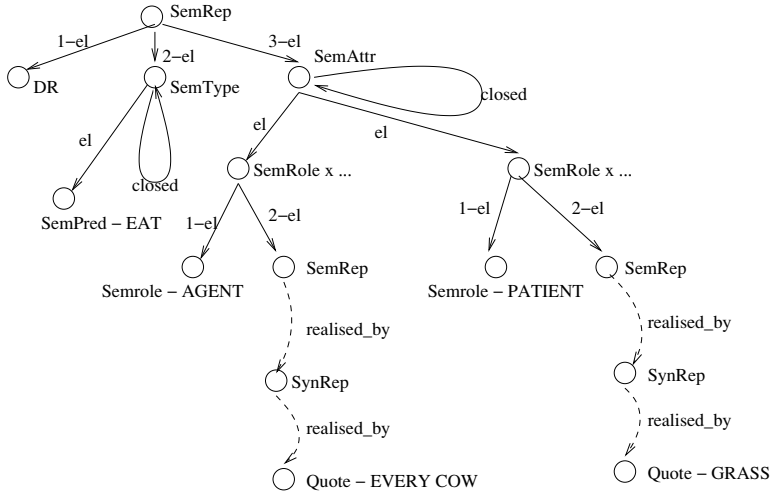 SemRep
1−el
2−el
3−el
SemAttr
DR
SemType
closed
el
el
el
closed
SemRole x ...
SemRole x ...
SemPred − EAT
1−el
2−el
1−el
2−el
SemRep
SemRep
Semrole − AGENT
Semrole − PATIENT
realised_by
realised_by
SynRep
SynRep
realised_by
realised_by
Quote − EVERY COW
Quote − GRASS